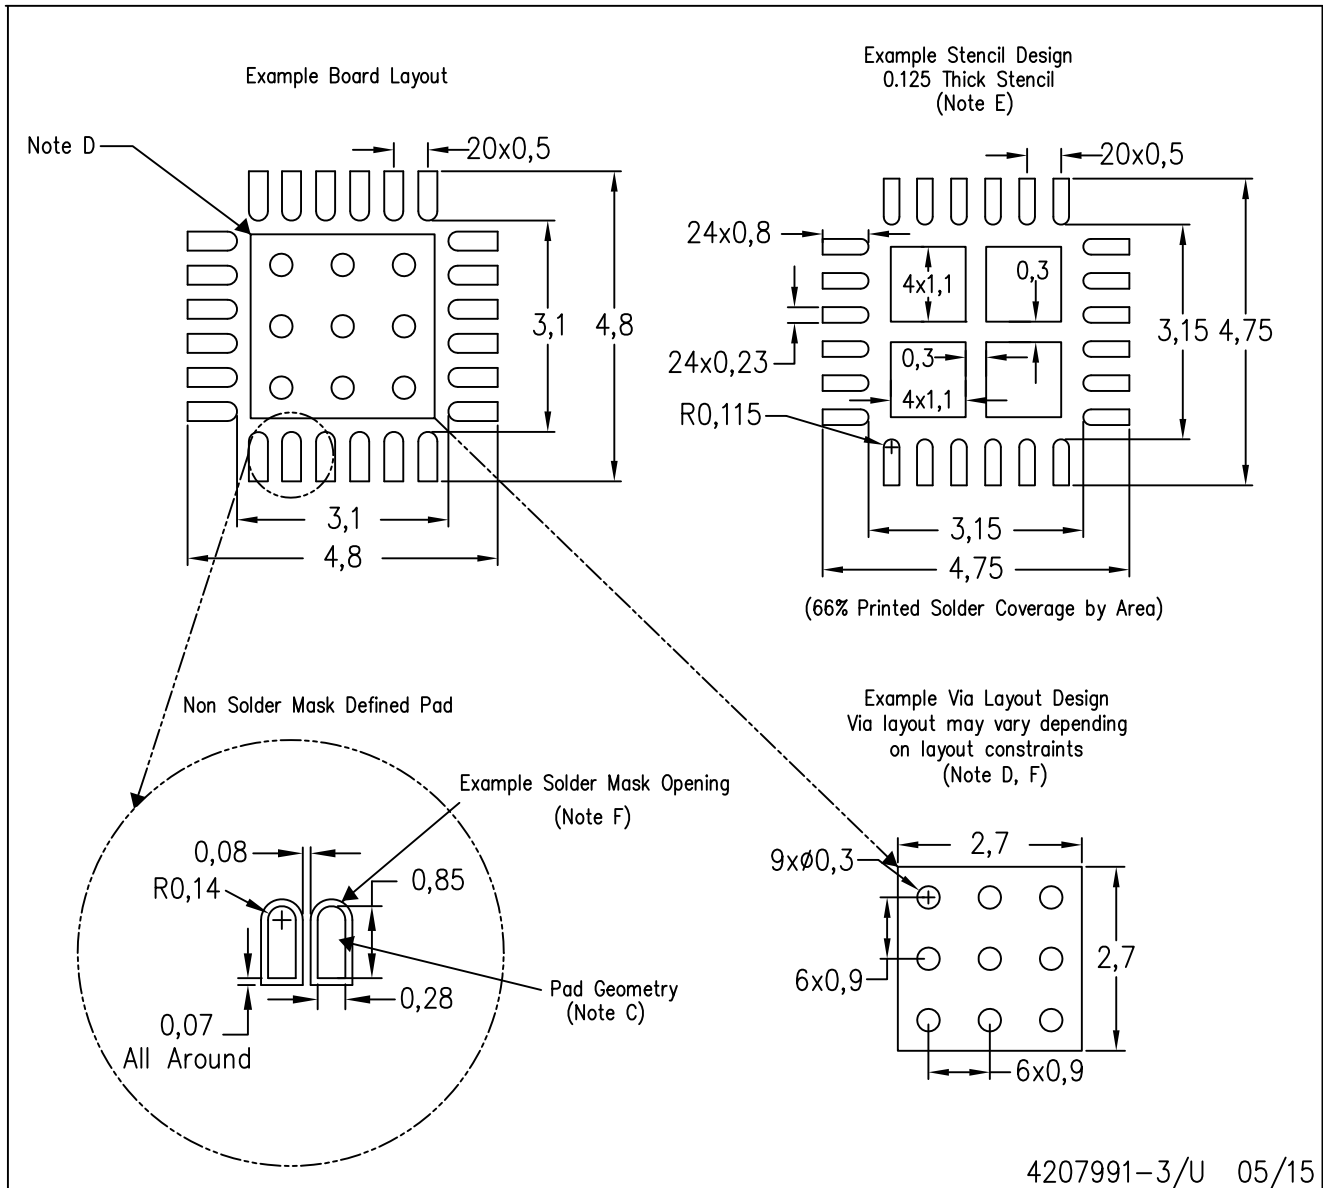 Example Board Layout
Note D
20x0,5
3,1
4,8
3,1
4,8
Example Stencil Design
0.125 Thick Stencil
(Note E)
20x0,5
24x0,8
4x1,1
0,3
3,15
4,75
24x0,23
0,3
4x1,1
R0,115
3,15
4,75
(66% Printed Solder Coverage by Area)
Non Solder Mask Defined Pad
Example Solder Mask Opening
(Note F)
0,08
R0,14
0,85
0,28
Pad Geometry
(Note C)
0,07
All Around
Example Via Layout Design
Via layout may vary depending
on layout constraints
(Note D, F)
2,7
9xø0,3
2,7
6x0,9
6x0,9
4207991-3/U 05/15